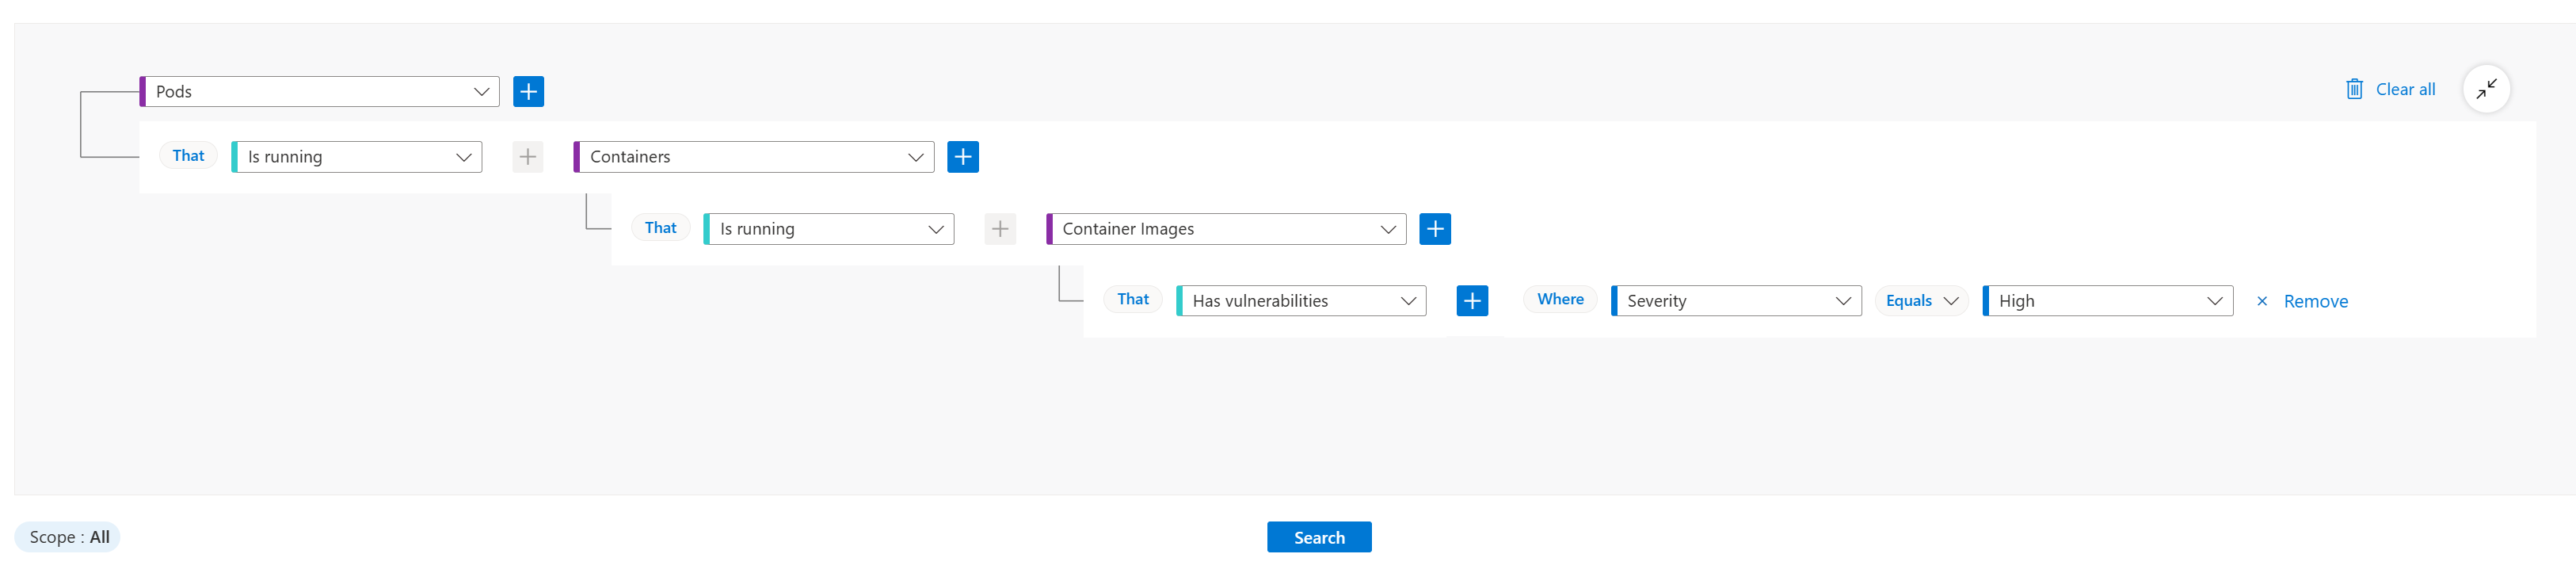 Pods
Clear all
That Is running Containers
That Is running Container Images
That Has vulnerabilities Where Severity Equals High × Remove
Scope : All Search